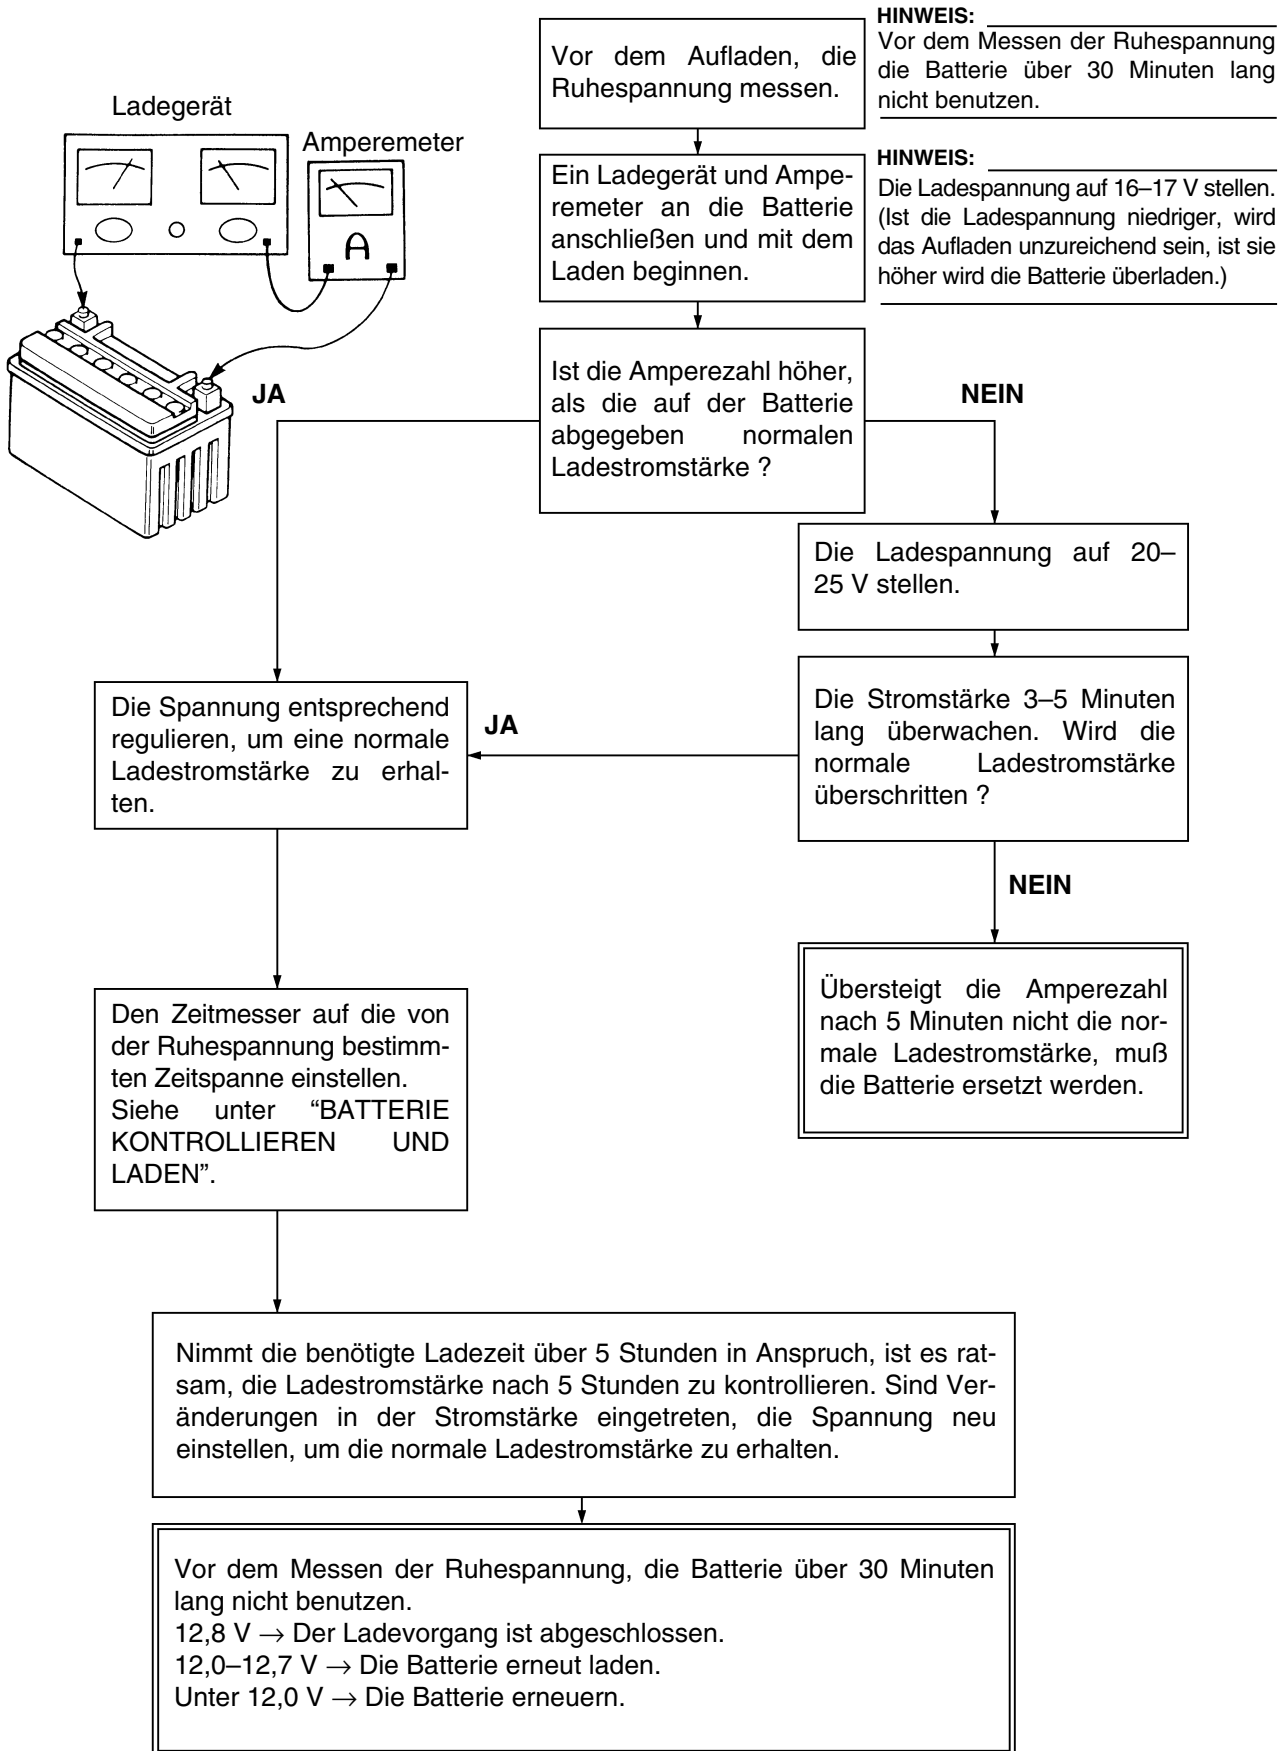 Ladegerät
Amperemeter
A
Vor dem Aufladen, die
Ruhespannung messen.
HINWEIS:
Vor dem Messen der Ruhespannung
die Batterie über 30 Minuten lang
nicht benutzen.
Ein Ladegerät und Ampe-
remeter an die Batterie
anschließen und mit dem
Laden beginnen.
HINWEIS:
Die Ladespannung auf 16–17 V stellen.
(Ist die Ladespannung niedriger, wird
das Aufladen unzureichend sein, ist sie
höher wird die Batterie überladen.)
Ist die Amperezahl höher,
als die auf der Batterie
abgegeben normalen
Ladestromstärke ?
JA
NEIN
Die Ladespannung auf 20–
25 V stellen.
Die Stromstärke 3–5 Minuten
lang überwachen. Wird die
normale Ladestromstärke
überschritten ?
JA
Die Spannung entsprechend
regulieren, um eine normale
Ladestromstärke zu erhal-
ten.
NEIN
Übersteigt die Amperezahl
nach 5 Minuten nicht die nor-
male Ladestromstärke, muß
die Batterie ersetzt werden.
Den Zeitmesser auf die von
der Ruhespannung bestimm-
ten Zeitspanne einstellen.
Siehe unter “BATTERIE
KONTROLLIEREN UND
LADEN”.
Nimmt die benötigte Ladezeit über 5 Stunden in Anspruch, ist es rat-
sam, die Ladestromstärke nach 5 Stunden zu kontrollieren. Sind Ver-
änderungen in der Stromstärke eingetreten, die Spannung neu
einstellen, um die normale Ladestromstärke zu erhalten.
Vor dem Messen der Ruhespannung, die Batterie über 30 Minuten
lang nicht benutzen.
12,8 V → Der Ladevorgang ist abgeschlossen.
12,0–12,7 V → Die Batterie erneut laden.
Unter 12,0 V → Die Batterie erneuern.